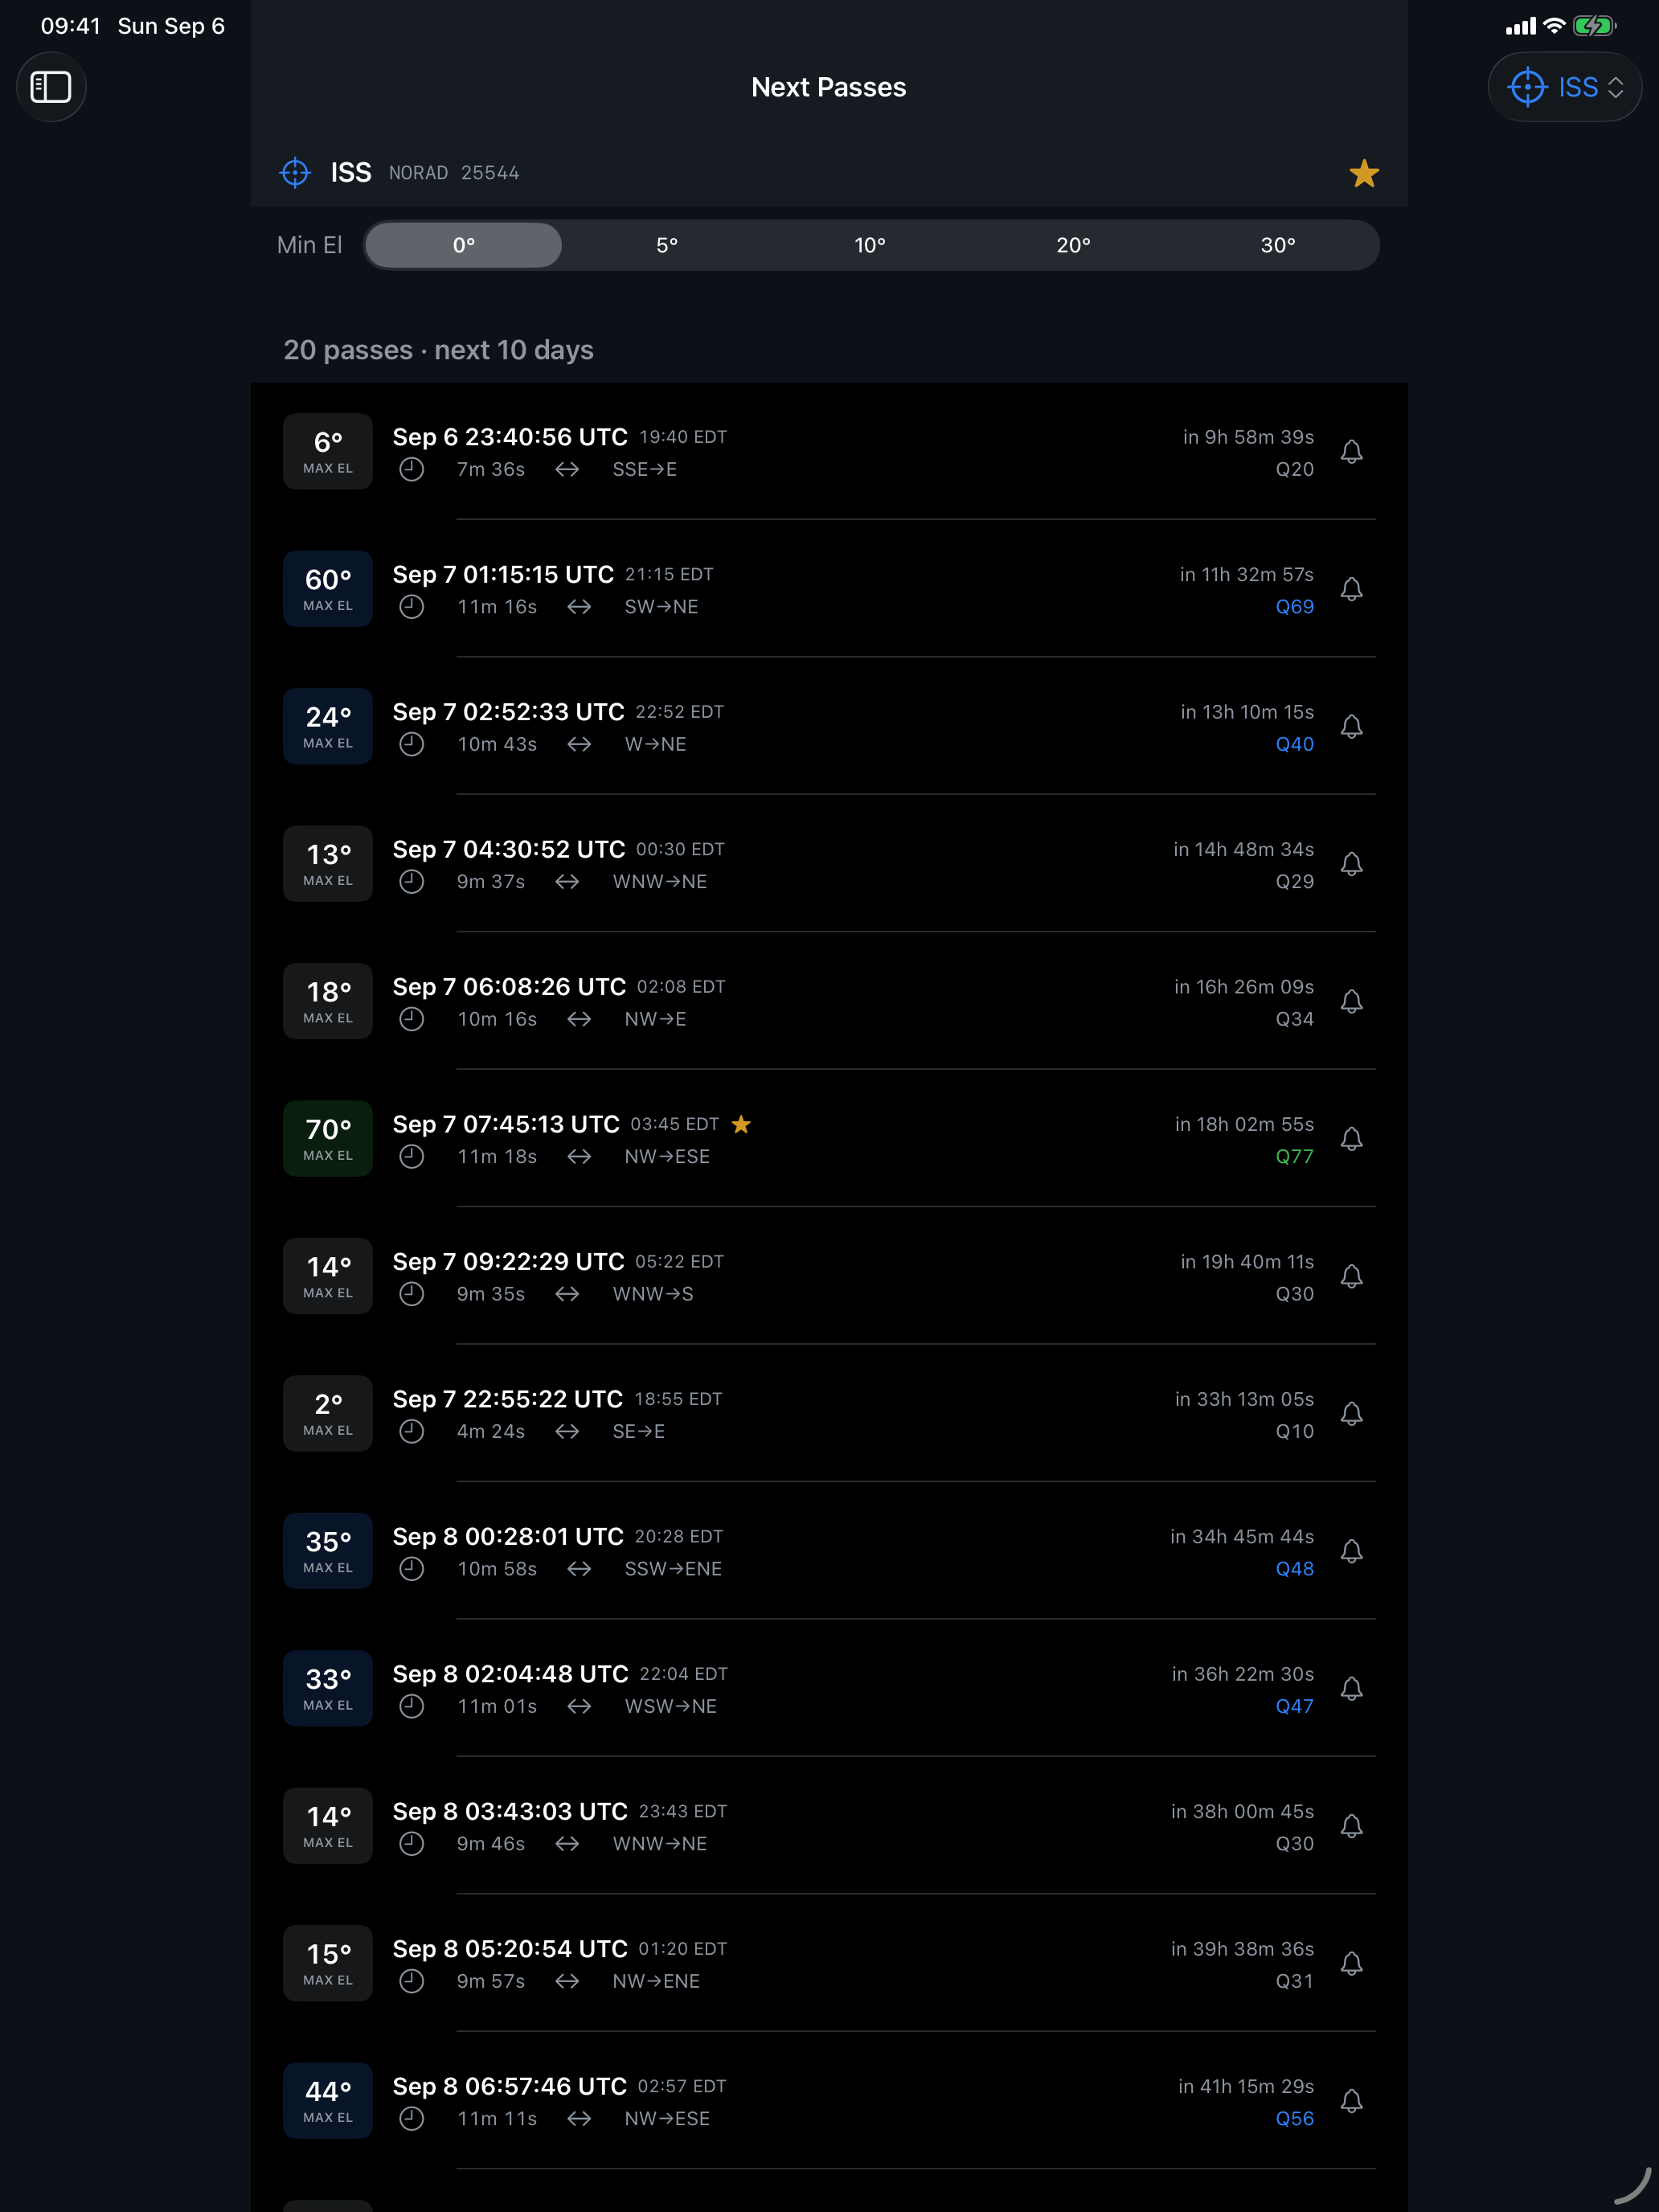 09:41 Sun Sep 6
Next Passes
ISS
ISS NORAD 25544
Min El 0° 5° 10° 20° 30°
20 passes · next 10 days
6° MAX EL
Sep 6 23:40:56 UTC 19:40 EDT in 9h 58m 39s
7m 36s ↔ SSE→E Q20
60° MAX EL
Sep 7 01:15:15 UTC 21:15 EDT in 11h 32m 57s
11m 16s ↔ SW→NE Q69
24° MAX EL
Sep 7 02:52:33 UTC 22:52 EDT in 13h 10m 15s
10m 43s ↔ W→NE Q40
13° MAX EL
Sep 7 04:30:52 UTC 00:30 EDT in 14h 48m 34s
9m 37s ↔ WNW→NE Q29
18° MAX EL
Sep 7 06:08:26 UTC 02:08 EDT in 16h 26m 09s
10m 16s ↔ NW→E Q34
70° MAX EL
Sep 7 07:45:13 UTC 03:45 EDT in 18h 02m 55s
11m 18s ↔ NW→ESE Q77
14° MAX EL
Sep 7 09:22:29 UTC 05:22 EDT in 19h 40m 11s
9m 35s ↔ WNW→S Q30
2° MAX EL
Sep 7 22:55:22 UTC 18:55 EDT in 33h 13m 05s
4m 24s ↔ SE→E Q10
35° MAX EL
Sep 8 00:28:01 UTC 20:28 EDT in 34h 45m 44s
10m 58s ↔ SSW→ENE Q48
33° MAX EL
Sep 8 02:04:48 UTC 22:04 EDT in 36h 22m 30s
11m 01s ↔ WSW→NE Q47
14° MAX EL
Sep 8 03:43:03 UTC 23:43 EDT in 38h 00m 45s
9m 46s ↔ WNW→NE Q30
15° MAX EL
Sep 8 05:20:54 UTC 01:20 EDT in 39h 38m 36s
9m 57s ↔ NW→ENE Q31
44° MAX EL
Sep 8 06:57:46 UTC 02:57 EDT in 41h 15m 29s
11m 11s ↔ NW→ESE Q56